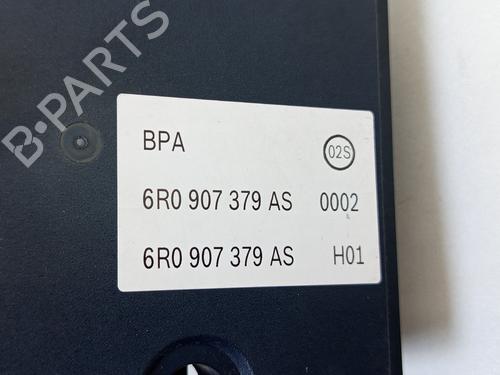 B-PARTS
BPA 02S
6R0 907 379 AS 0002
6R0 907 379 AS H01